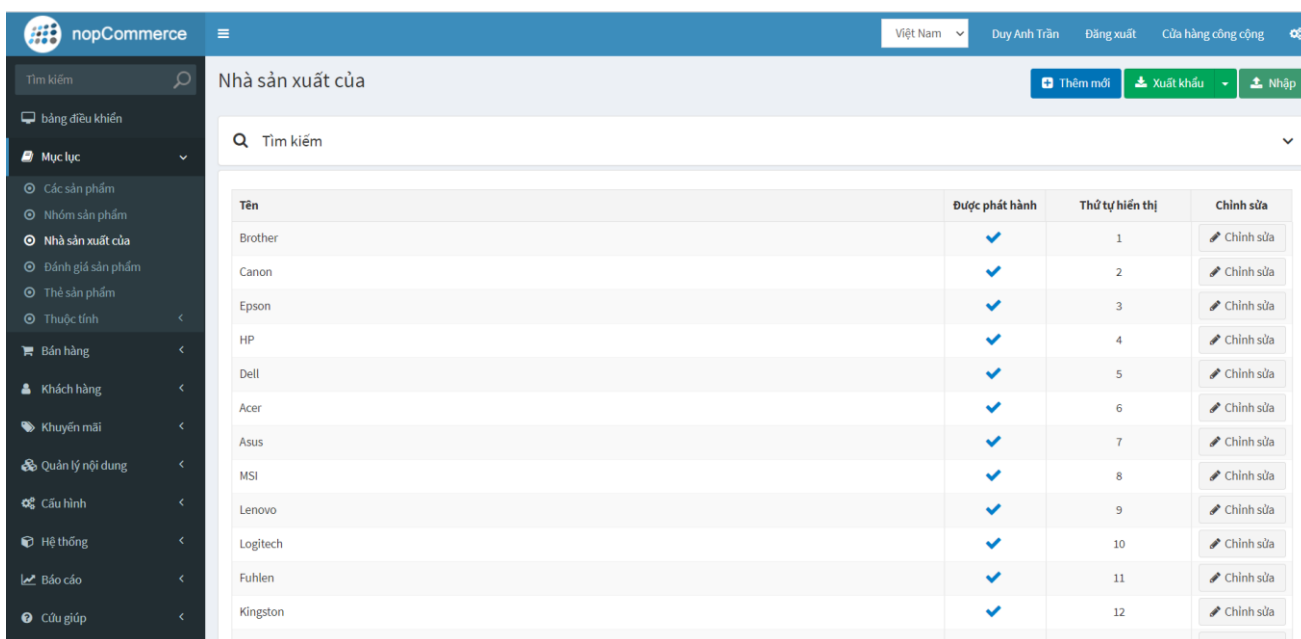 nopCommerce
Việt Nam Duy Anh Trần Đăng xuất Cửa hàng công cộng
Tìm kiếm
Nhà sản xuất của
Thêm mới Xuất khẩu Nhập
bảng điều khiển
Tìm kiếm
Mục lục
Các sản phẩm
Nhóm sản phẩm
Nhà sản xuất của
Đánh giá sản phẩm
Thẻ sản phẩm
Thuộc tính
Bán hàng
Khách hàng
Khuyến mãi
Quản lý nội dung
Cấu hình
Hệ thống
Báo cáo
Cứu giúp
Tên Được phát hành Thứ tự hiển thị Chỉnh sửa
Brother 1 Chỉnh sửa
Canon 2 Chỉnh sửa
Epson 3 Chỉnh sửa
HP 4 Chỉnh sửa
Dell 5 Chỉnh sửa
Acer 6 Chỉnh sửa
Asus 7 Chỉnh sửa
MSI 8 Chỉnh sửa
Lenovo 9 Chỉnh sửa
Logitech 10 Chỉnh sửa
Fuhlen 11 Chỉnh sửa
Kingston 12 Chỉnh sửa